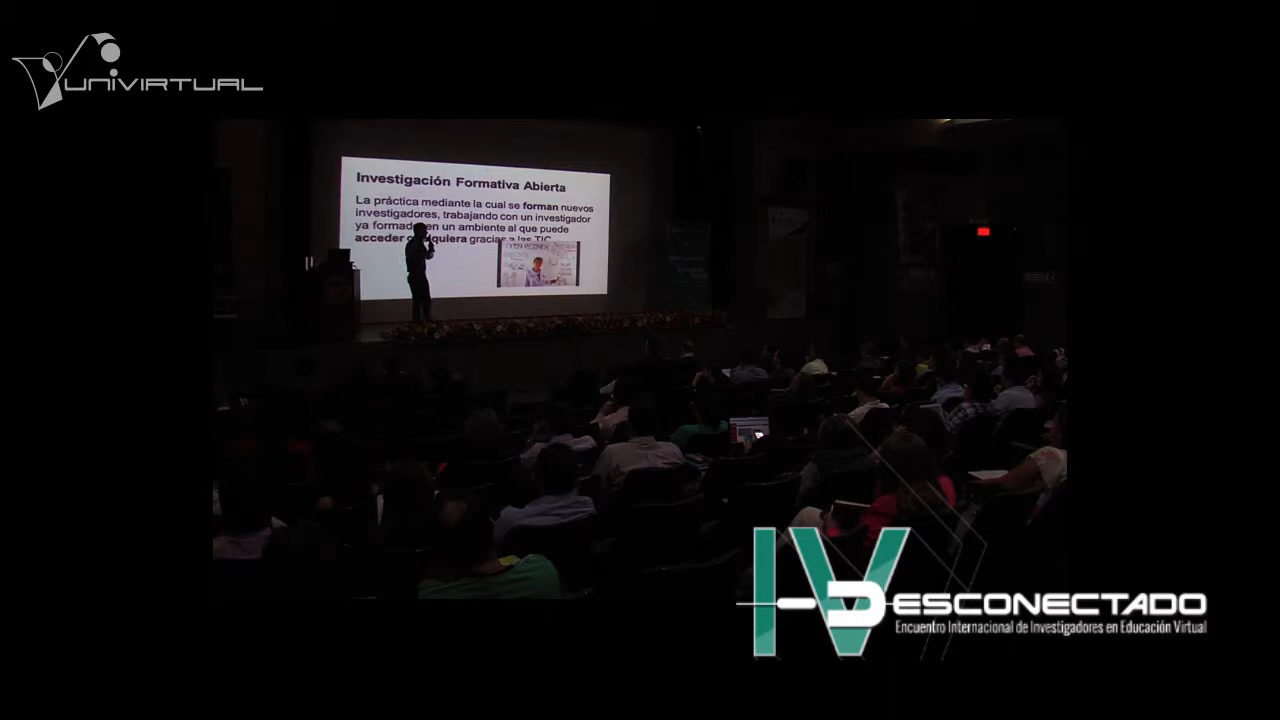 UNIVIRTUAL
Investigación Formativa Abierta
La práctica mediante la cual se forman nuevos
investigadores, trabajando con un investigador
ya formado en un ambiente al que puede
acceder cualquiera gracias a las TIC
OPEN RESEARCH
IV
DESCONECTADO
Encuentro Internacional de Investigadores en Educación Virtual